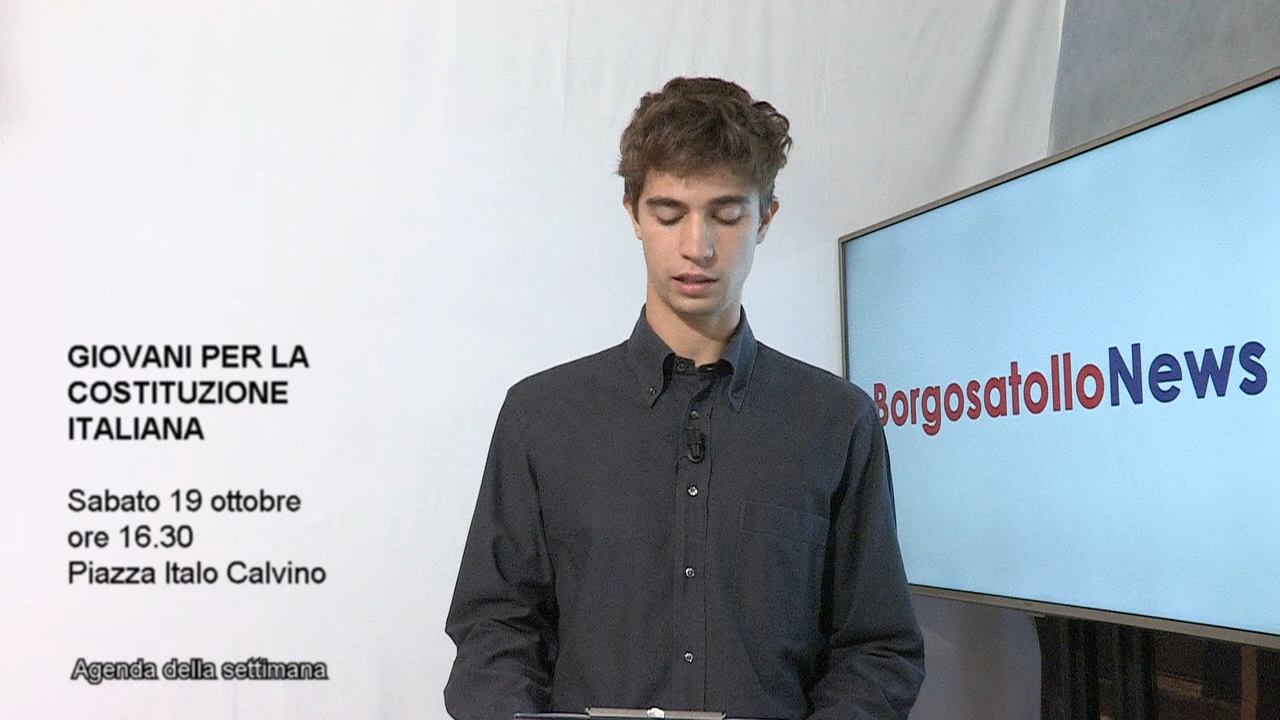 GIOVANI PER LA
COSTITUZIONE
ITALIANA
Sabato 19 ottobre
ore 16.30
Piazza Italo Calvino
Agenda della settimana
BorgosatolloNews